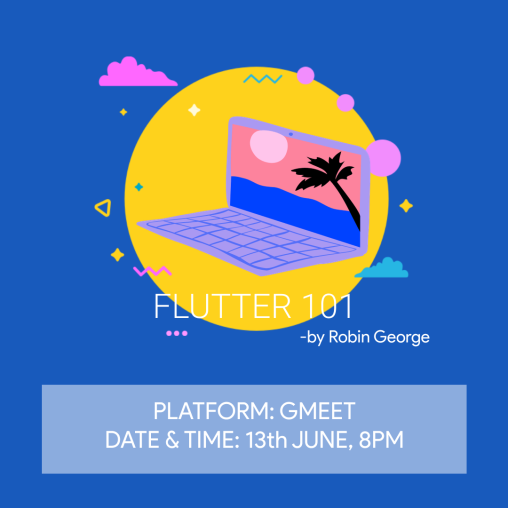 FLUTTER 101
-by Robin George
PLATFORM: GMEET
DATE & TIME: 13th JUNE, 8PM